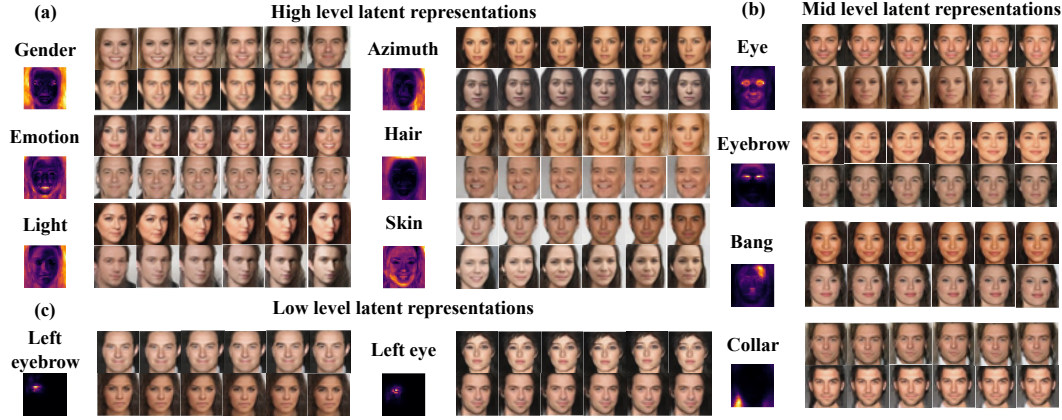 (a)
High level latent representations
Gender
Azimuth
Emotion
Hair
Light
Skin
(b)
Mid level latent representations
Eye
Eyebrow
Bang
Collar
(c)
Low level latent representations
Left
eyebrow
Left eye